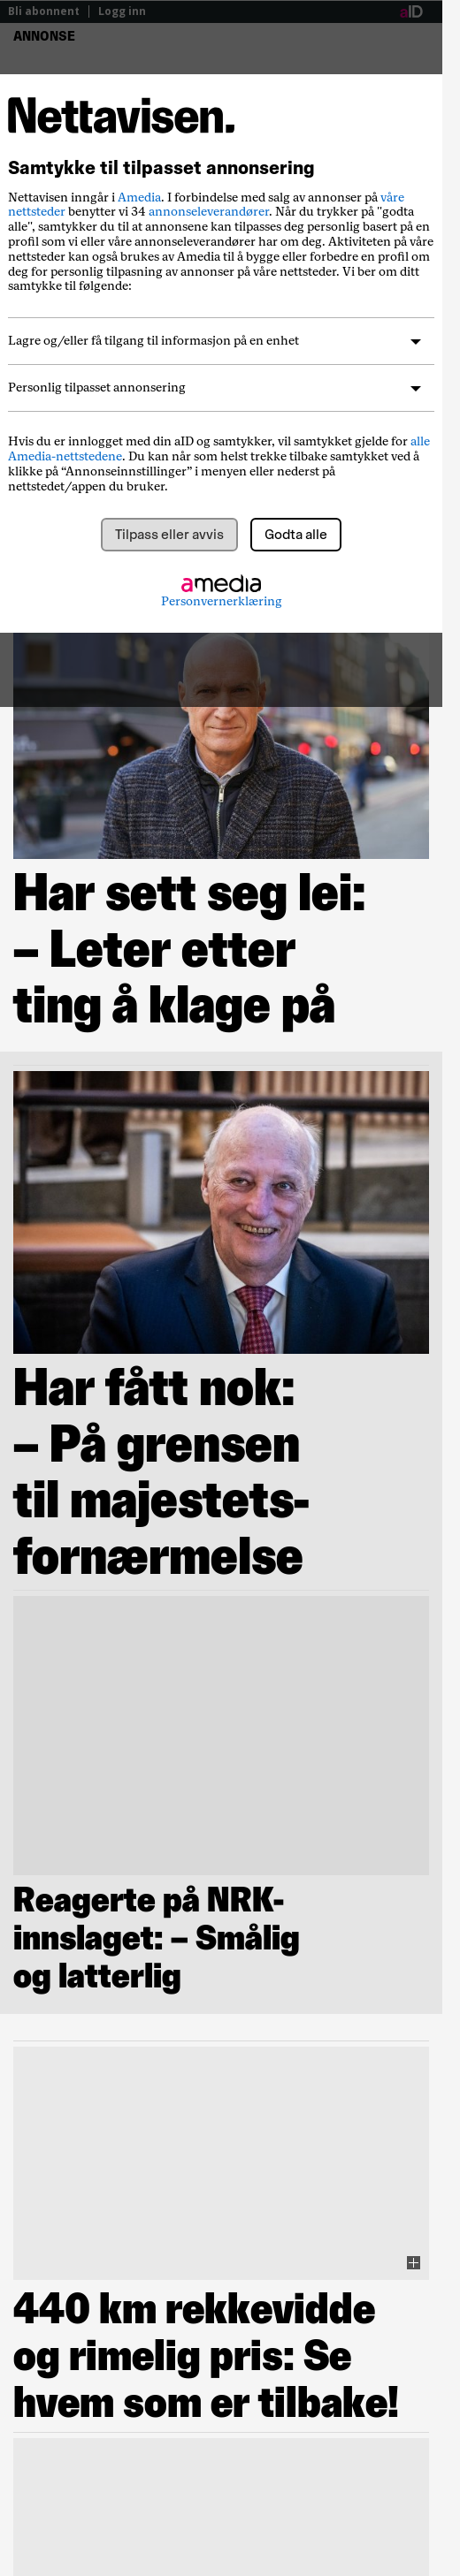 Bli abonnent | Logg inn
aID
ANNONSE
Nettavisen.
Samtykke til tilpasset annonsering
Nettavisen inngår i Amedia. I forbindelse med salg av annonser på våre
nettsteder benytter vi 34 annonseleverandører. Når du trykker på "godta
alle", samtykker du til at annonsene kan tilpasses deg personlig basert på en
profil som vi eller våre annonseleverandører har om deg. Aktiviteten på våre
nettsteder kan også brukes av Amedia til å bygge eller forbedre en profil om
deg for personlig tilpasning av annonser på våre nettsteder. Vi ber om ditt
samtykke til følgende:
Lagre og/eller få tilgang til informasjon på en enhet
Personlig tilpasset annonsering
Hvis du er innlogget med din aID og samtykker, vil samtykket gjelde for alle
Amedia-nettstedene. Du kan når som helst trekke tilbake samtykket ved å
klikke på “Annonseinnstillinger” i menyen eller nederst på
nettstedet/appen du bruker.
Tilpass eller avvis
Godta alle
amedia
Personvernerklæring
Har sett seg lei:
– Leter etter
ting å klage på
Har fått nok:
– På grensen
til majestets-
fornærmelse
Reagerte på NRK-
innslaget: – Smålig
og latterlig
440 km rekkevidde
og rimelig pris: Se
hvem som er tilbake!